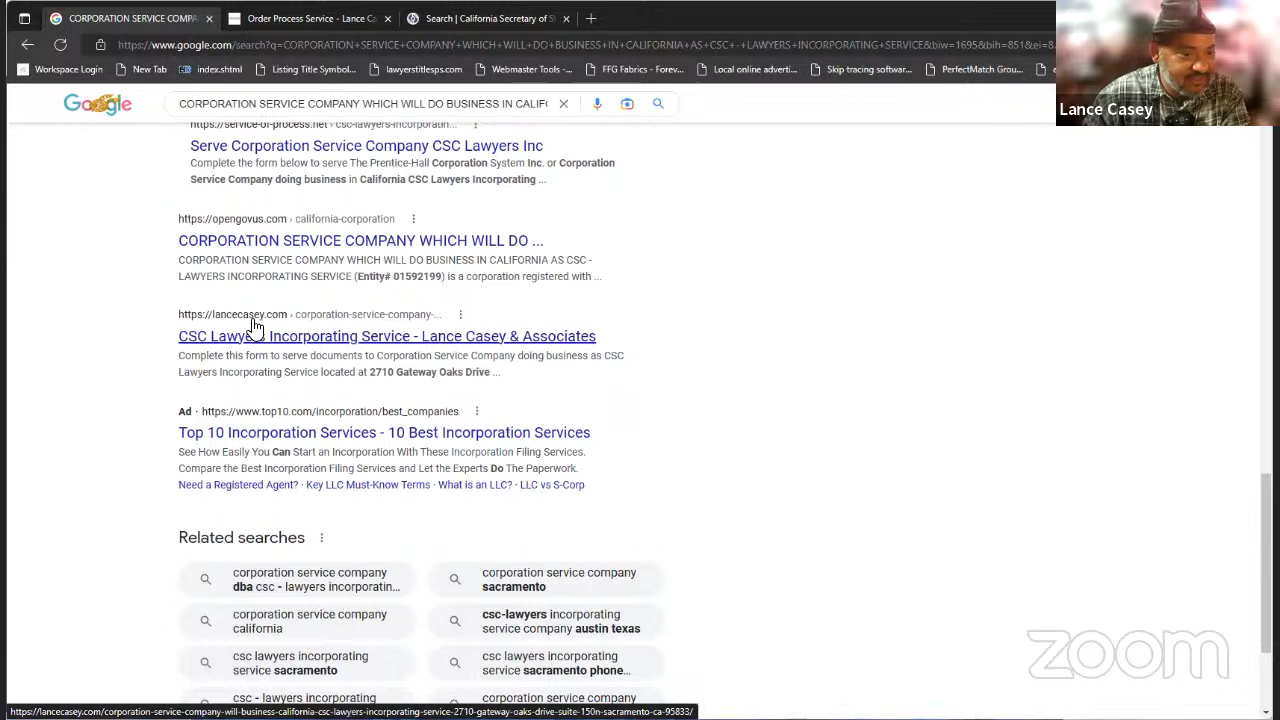 GOOGLE CORPORATION SERVICE COMP
Order Process Service - Lance Ca
Search | California Secretary of St
https://www.google.com/search?q=CORPORATION+SERVICE+COMPANY+WHICH+WILL+DO+BUSINESS+IN+CALIFORNIA+AS+CSC+-+LAWYERS+INCORPORATING+SERVICE&biw=1695&bih=851&ei=8.
Workspace Login
New Tab
index.shtml
Listing Title Symbol...
lawyerstitleps.com
Webmaster Tools -...
FFG Fabrics - Forev...
Local online adverti...
Skip tracing softwar...
PerfectMatch Group...
Lance Casey
Google
CORPORATION SERVICE COMPANY WHICH WILL DO BUSINESS IN CALIF
https://service-of-process.net › csc-lawyers-incorporatin...
Serve Corporation Service Company CSC Lawyers Inc
Complete the form below to serve The Prentice-Hall Corporation System Inc. or Corporation
Service Company doing business in California CSC Lawyers Incorporating ...
https://opengovus.com › california-corporation
CORPORATION SERVICE COMPANY WHICH WILL DO ...
CORPORATION SERVICE COMPANY WHICH WILL DO BUSINESS IN CALIFORNIA AS CSC -
LAWYERS INCORPORATING SERVICE (Entity# 01592199) is a corporation registered with ...
https://lancecasey.com › corporation-service-company-...
CSC Lawyers Incorporating Service - Lance Casey & Associates
Complete this form to serve documents to Corporation Service Company doing business as CSC
Lawyers Incorporating Service located at 2710 Gateway Oaks Drive ...
Ad · https://www.top10.com/incorporation/best_companies
Top 10 Incorporation Services - 10 Best Incorporation Services
See How Easily You Can Start an Incorporation With These Incorporation Filing Services.
Compare the Best Incorporation Filing Services and Let the Experts Do The Paperwork.
Need a Registered Agent? · Key LLC Must-Know Terms · What is an LLC? · LLC vs S-Corp
Related searches
corporation service company
dba csc - lawyers incorporatin...
corporation service company
sacramento
corporation service company
california
csc-lawyers incorporating
service company austin texas
csc lawyers incorporating
service sacramento
csc lawyers incorporating
service sacramento phone...
csc - lawyers incorporating
corporation service company
zoom
https://lancecasey.com/corporation-service-company-will-business-california-csc-lawyers-incorporating-service-2710-gateway-oaks-drive-suite-150n-sacramento-ca-95833/